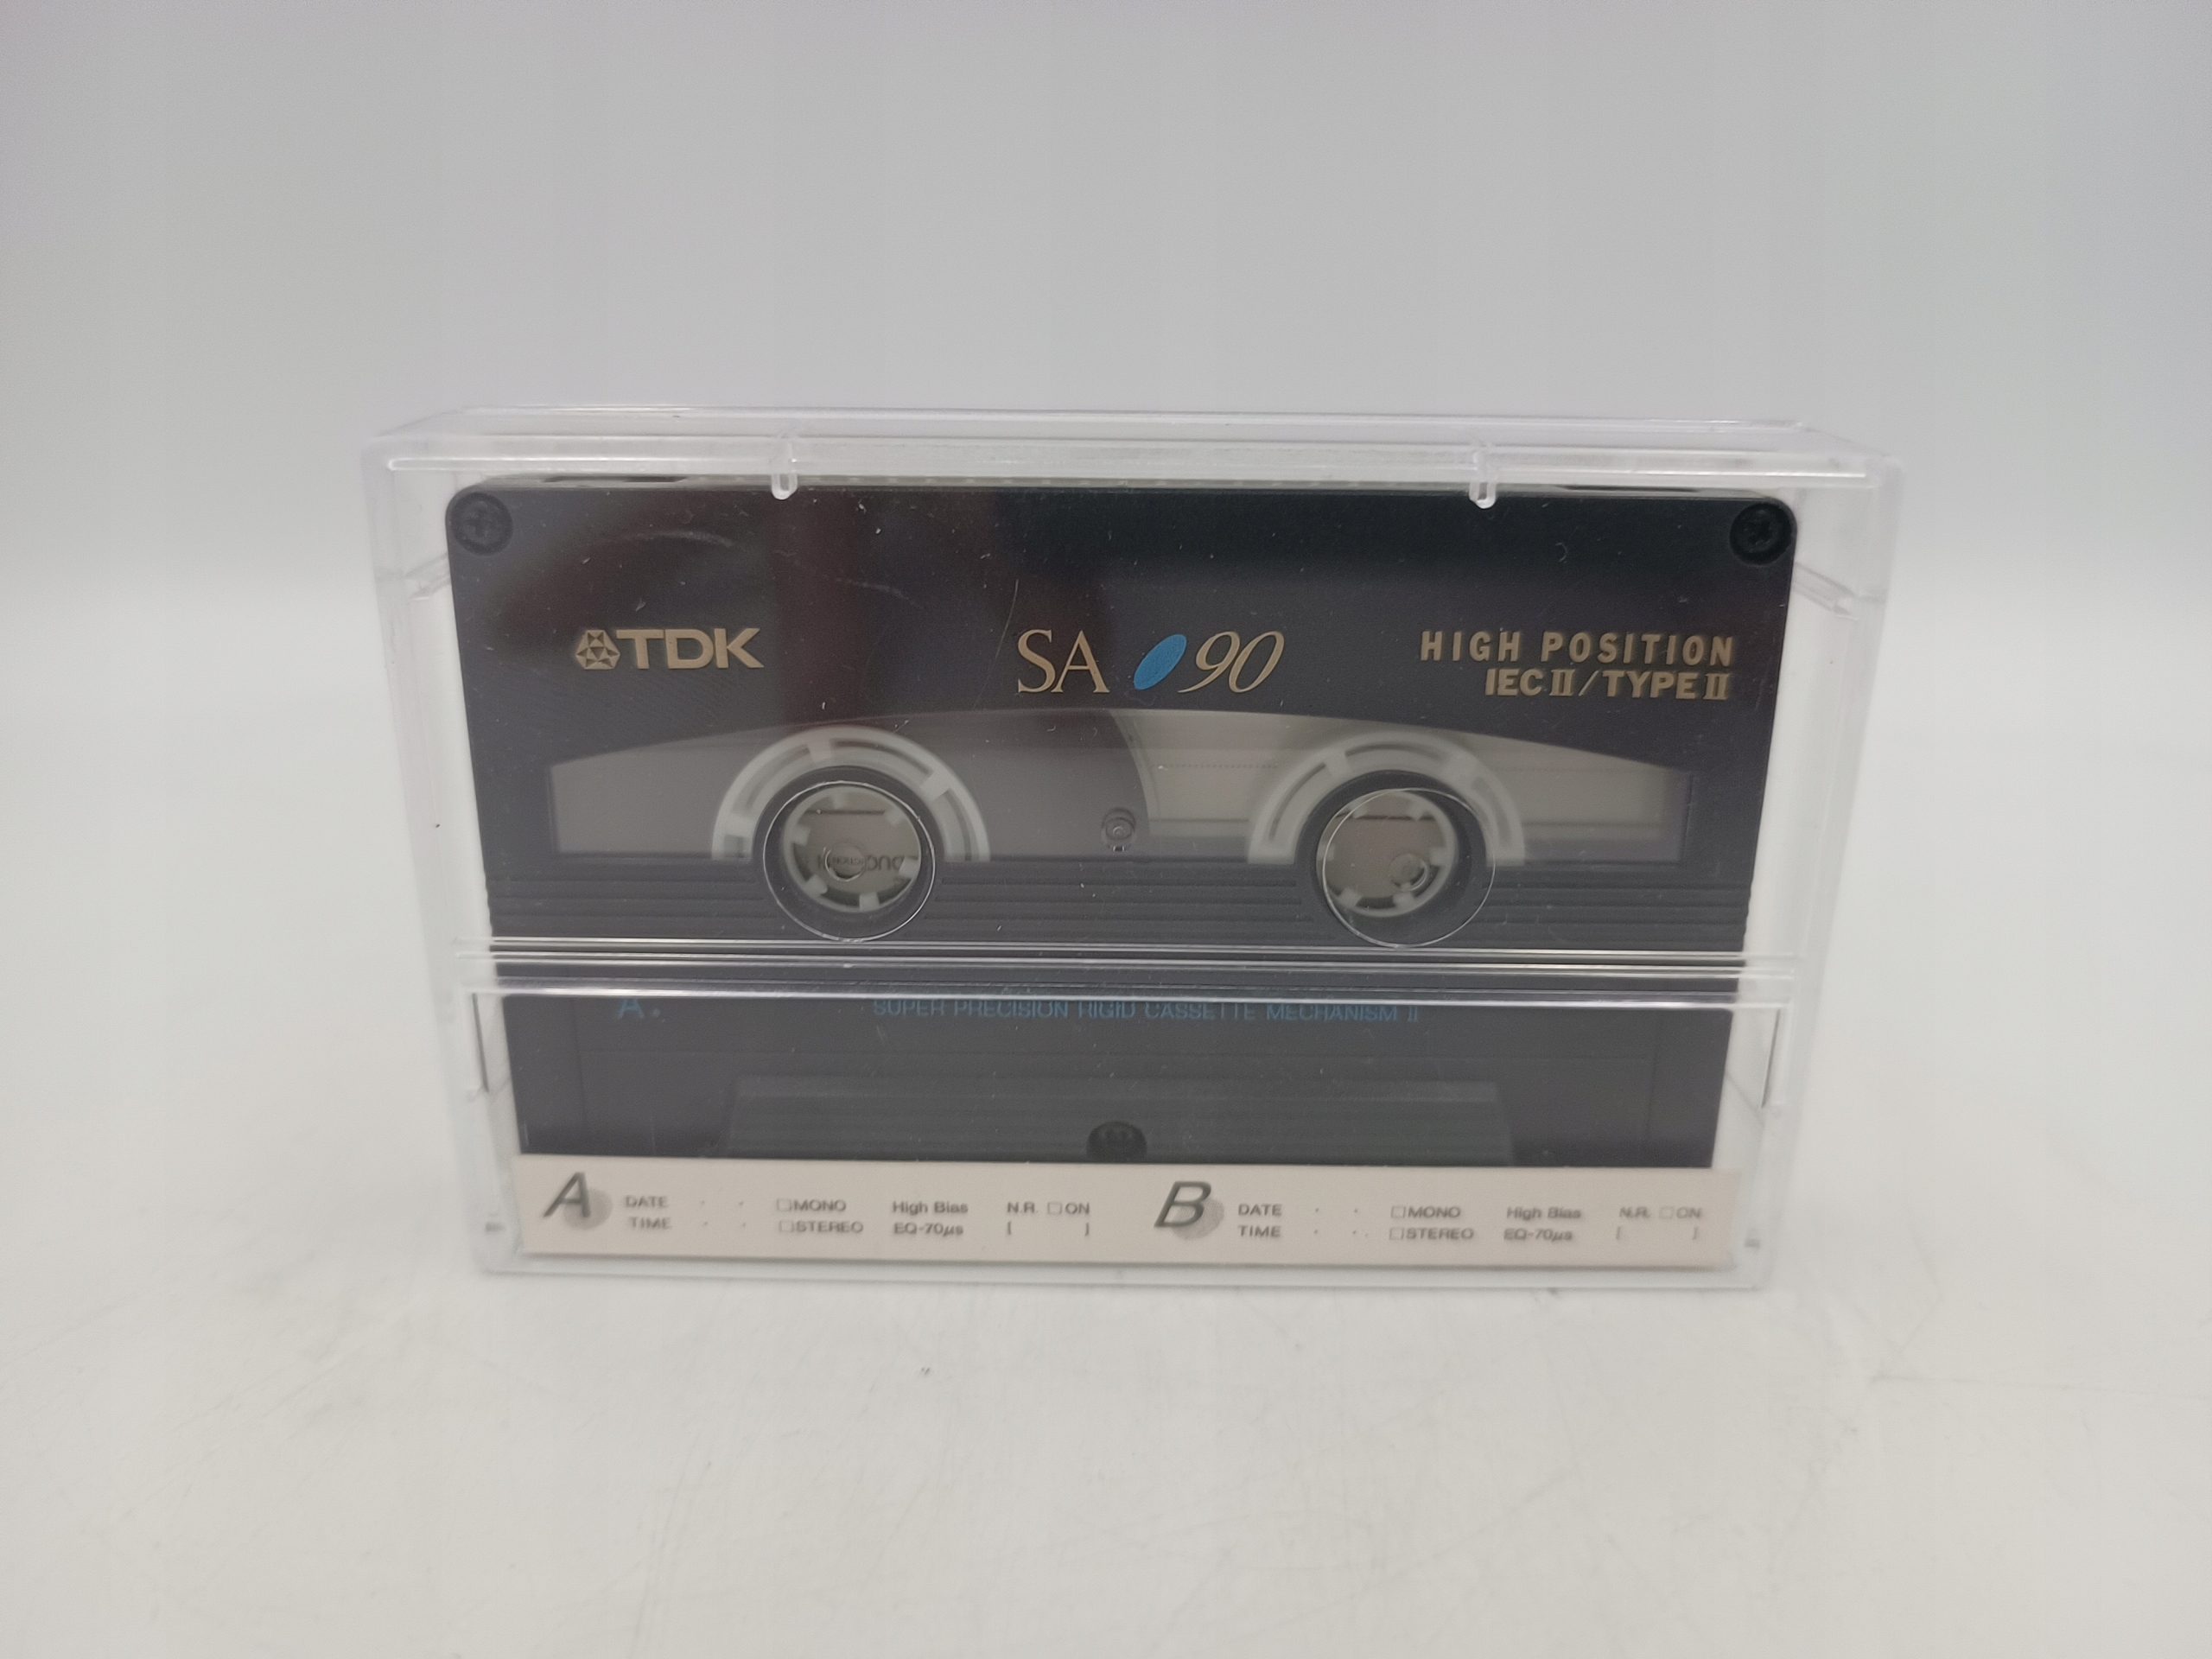 TDK SA 90 HIGH POSITION
IEC II/TYPE II
A.
SUPER PRECISION RIGID CASSETTE MECHANISM II
A DATE . . □MONO High Bias N.R. □ON B DATE . . □MONO High Bias N.R. □ON
TIME . . □STEREO EQ-70µs [ ] TIME . . □STEREO EQ-70µs [ ]